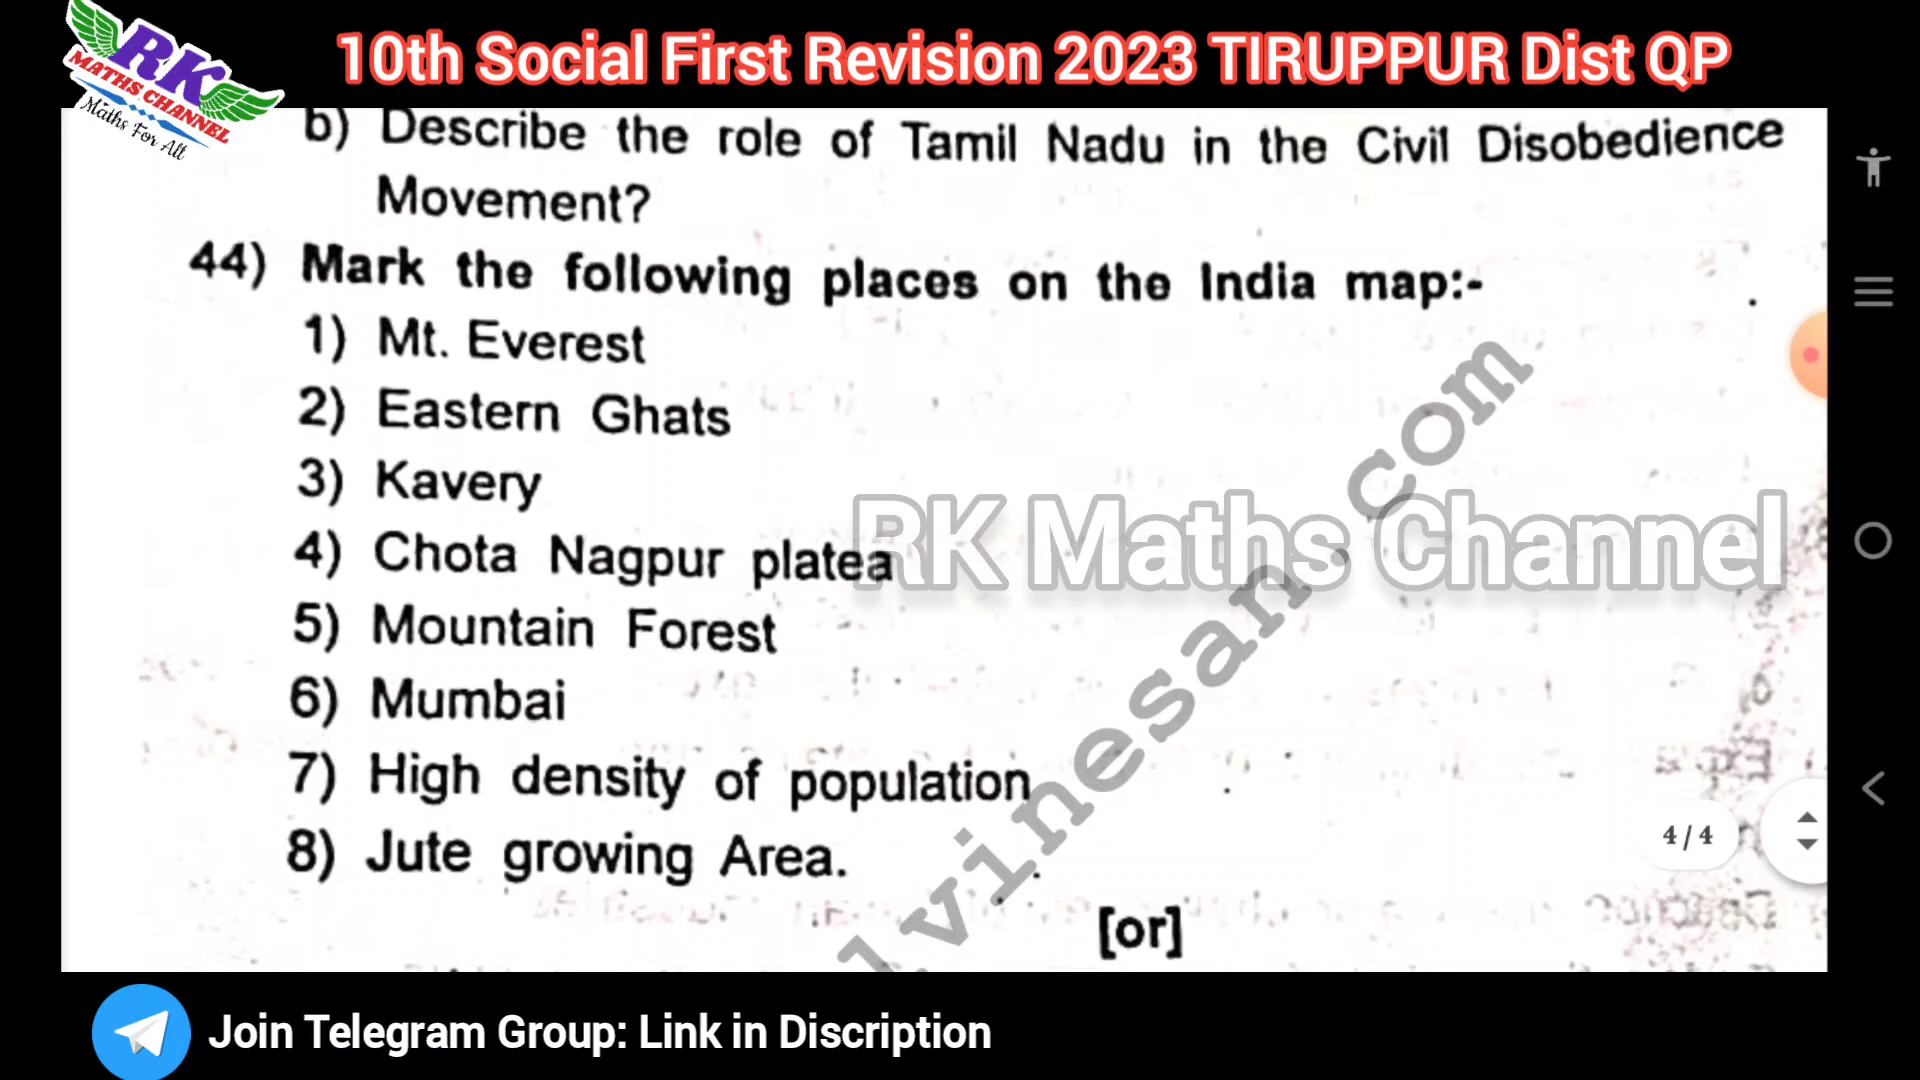 RK
MATHS CHANNEL
Maths For All
10th Social First Revision 2023 TIRUPPUR Dist QP
b) Describe the role of Tamil Nadu in the Civil Disobedience
Movement?
44) Mark the following places on the India map:-
1) Mt. Everest
2) Eastern Ghats
3) Kavery
4) Chota Nagpur platea
RK Maths Channel
5) Mountain Forest
6) Mumbai
7) High density of population
8) Jute growing Area.
lvinesan.com
[or]
4/4
Join Telegram Group: Link in Discription